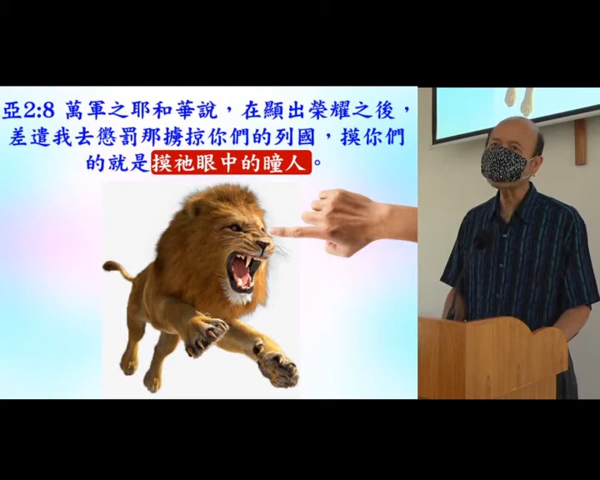 亞2:8 萬軍之耶和華說，在顯出榮耀之後，
差遣我去懲罰那擄掠你們的列國，摸你們
的就是摸祂眼中的瞳人。